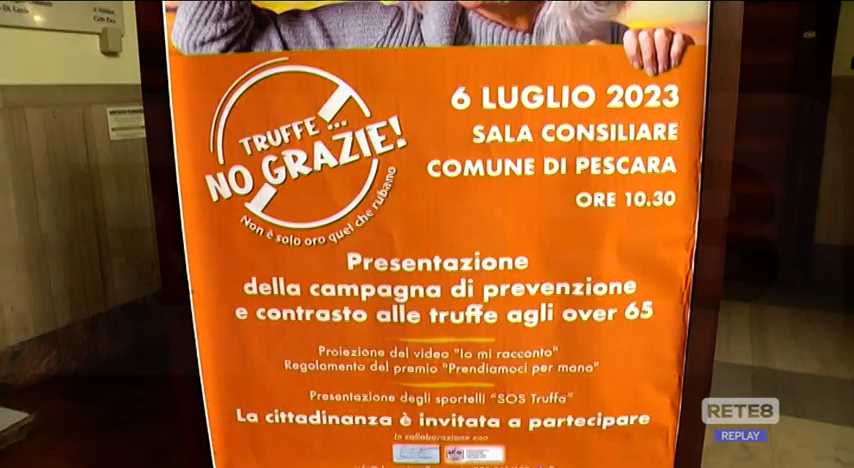 TRUFFE...
NO GRAZIE!
Non è solo oro quel che rubano
6 LUGLIO 2023
SALA CONSILIARE
COMUNE DI PESCARA
ORE 10.30
Presentazione
della campagna di prevenzione
e contrasto alle truffe agli over 65
Proiezione del video "Io mi racconto"
Regolamento del premio "Prendiamoci per mano"
Presentazione degli sportelli "SOS Truffa"
La cittadinanza è invitata a partecipare
In collaborazione con
RETE8
REPLAY